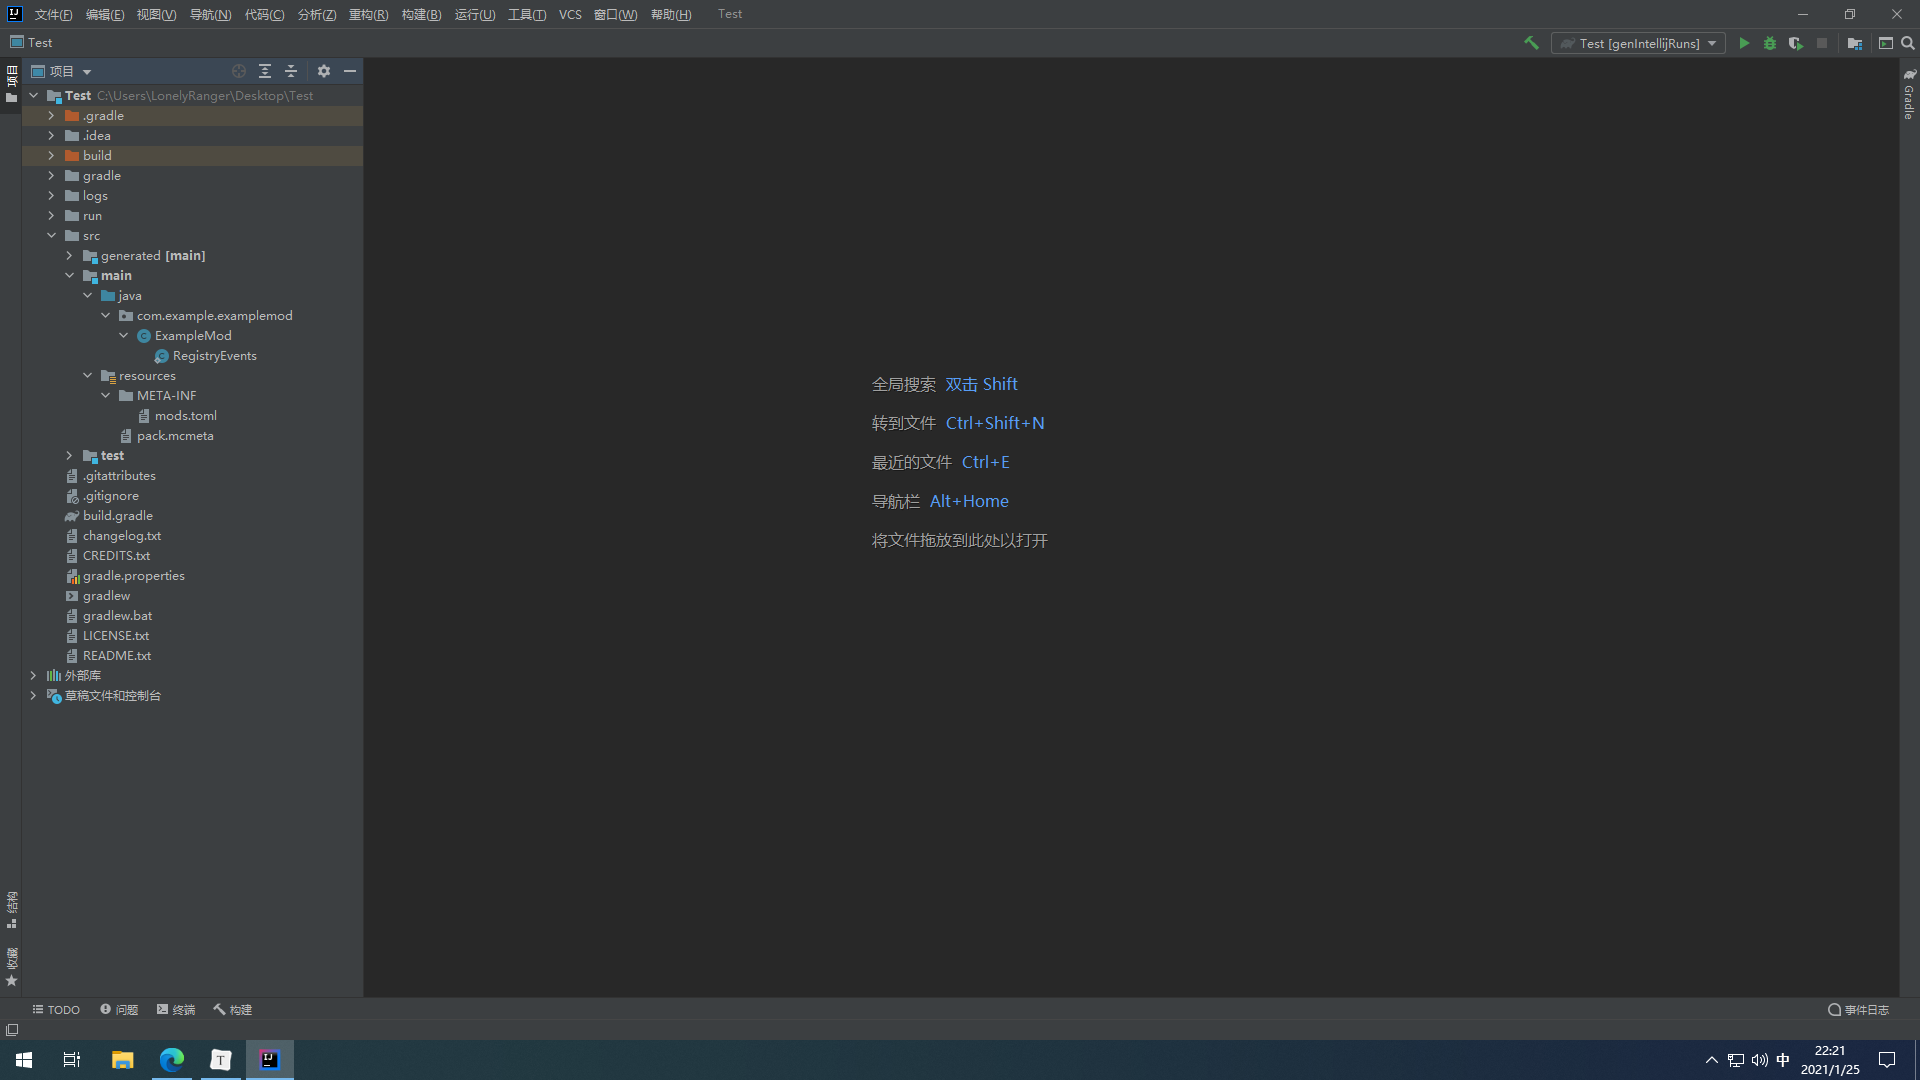 文件(F) 编辑(E) 视图(V) 导航(N) 代码(C) 分析(Z) 重构(R) 构建(B) 运行(U) 工具(T) VCS 窗口(W) 帮助(H) Test
Test
Test [genIntellijRuns]
项目
项目
Test C:\Users\LonelyRanger\Desktop\Test
.gradle
.idea
build
gradle
logs
run
src
generated [main]
main
java
com.example.examplemod
ExampleMod
RegistryEvents
resources
META-INF
mods.toml
pack.mcmeta
test
.gitattributes
.gitignore
build.gradle
changelog.txt
CREDITS.txt
gradle.properties
gradlew
gradlew.bat
LICENSE.txt
README.txt
外部库
草稿文件和控制台
全局搜索 双击 Shift
转到文件 Ctrl+Shift+N
最近的文件 Ctrl+E
导航栏 Alt+Home
将文件拖放到此处以打开
Gradle
结构
收藏
TODO 问题 终端 构建
事件日志
中
22:21
2021/1/25